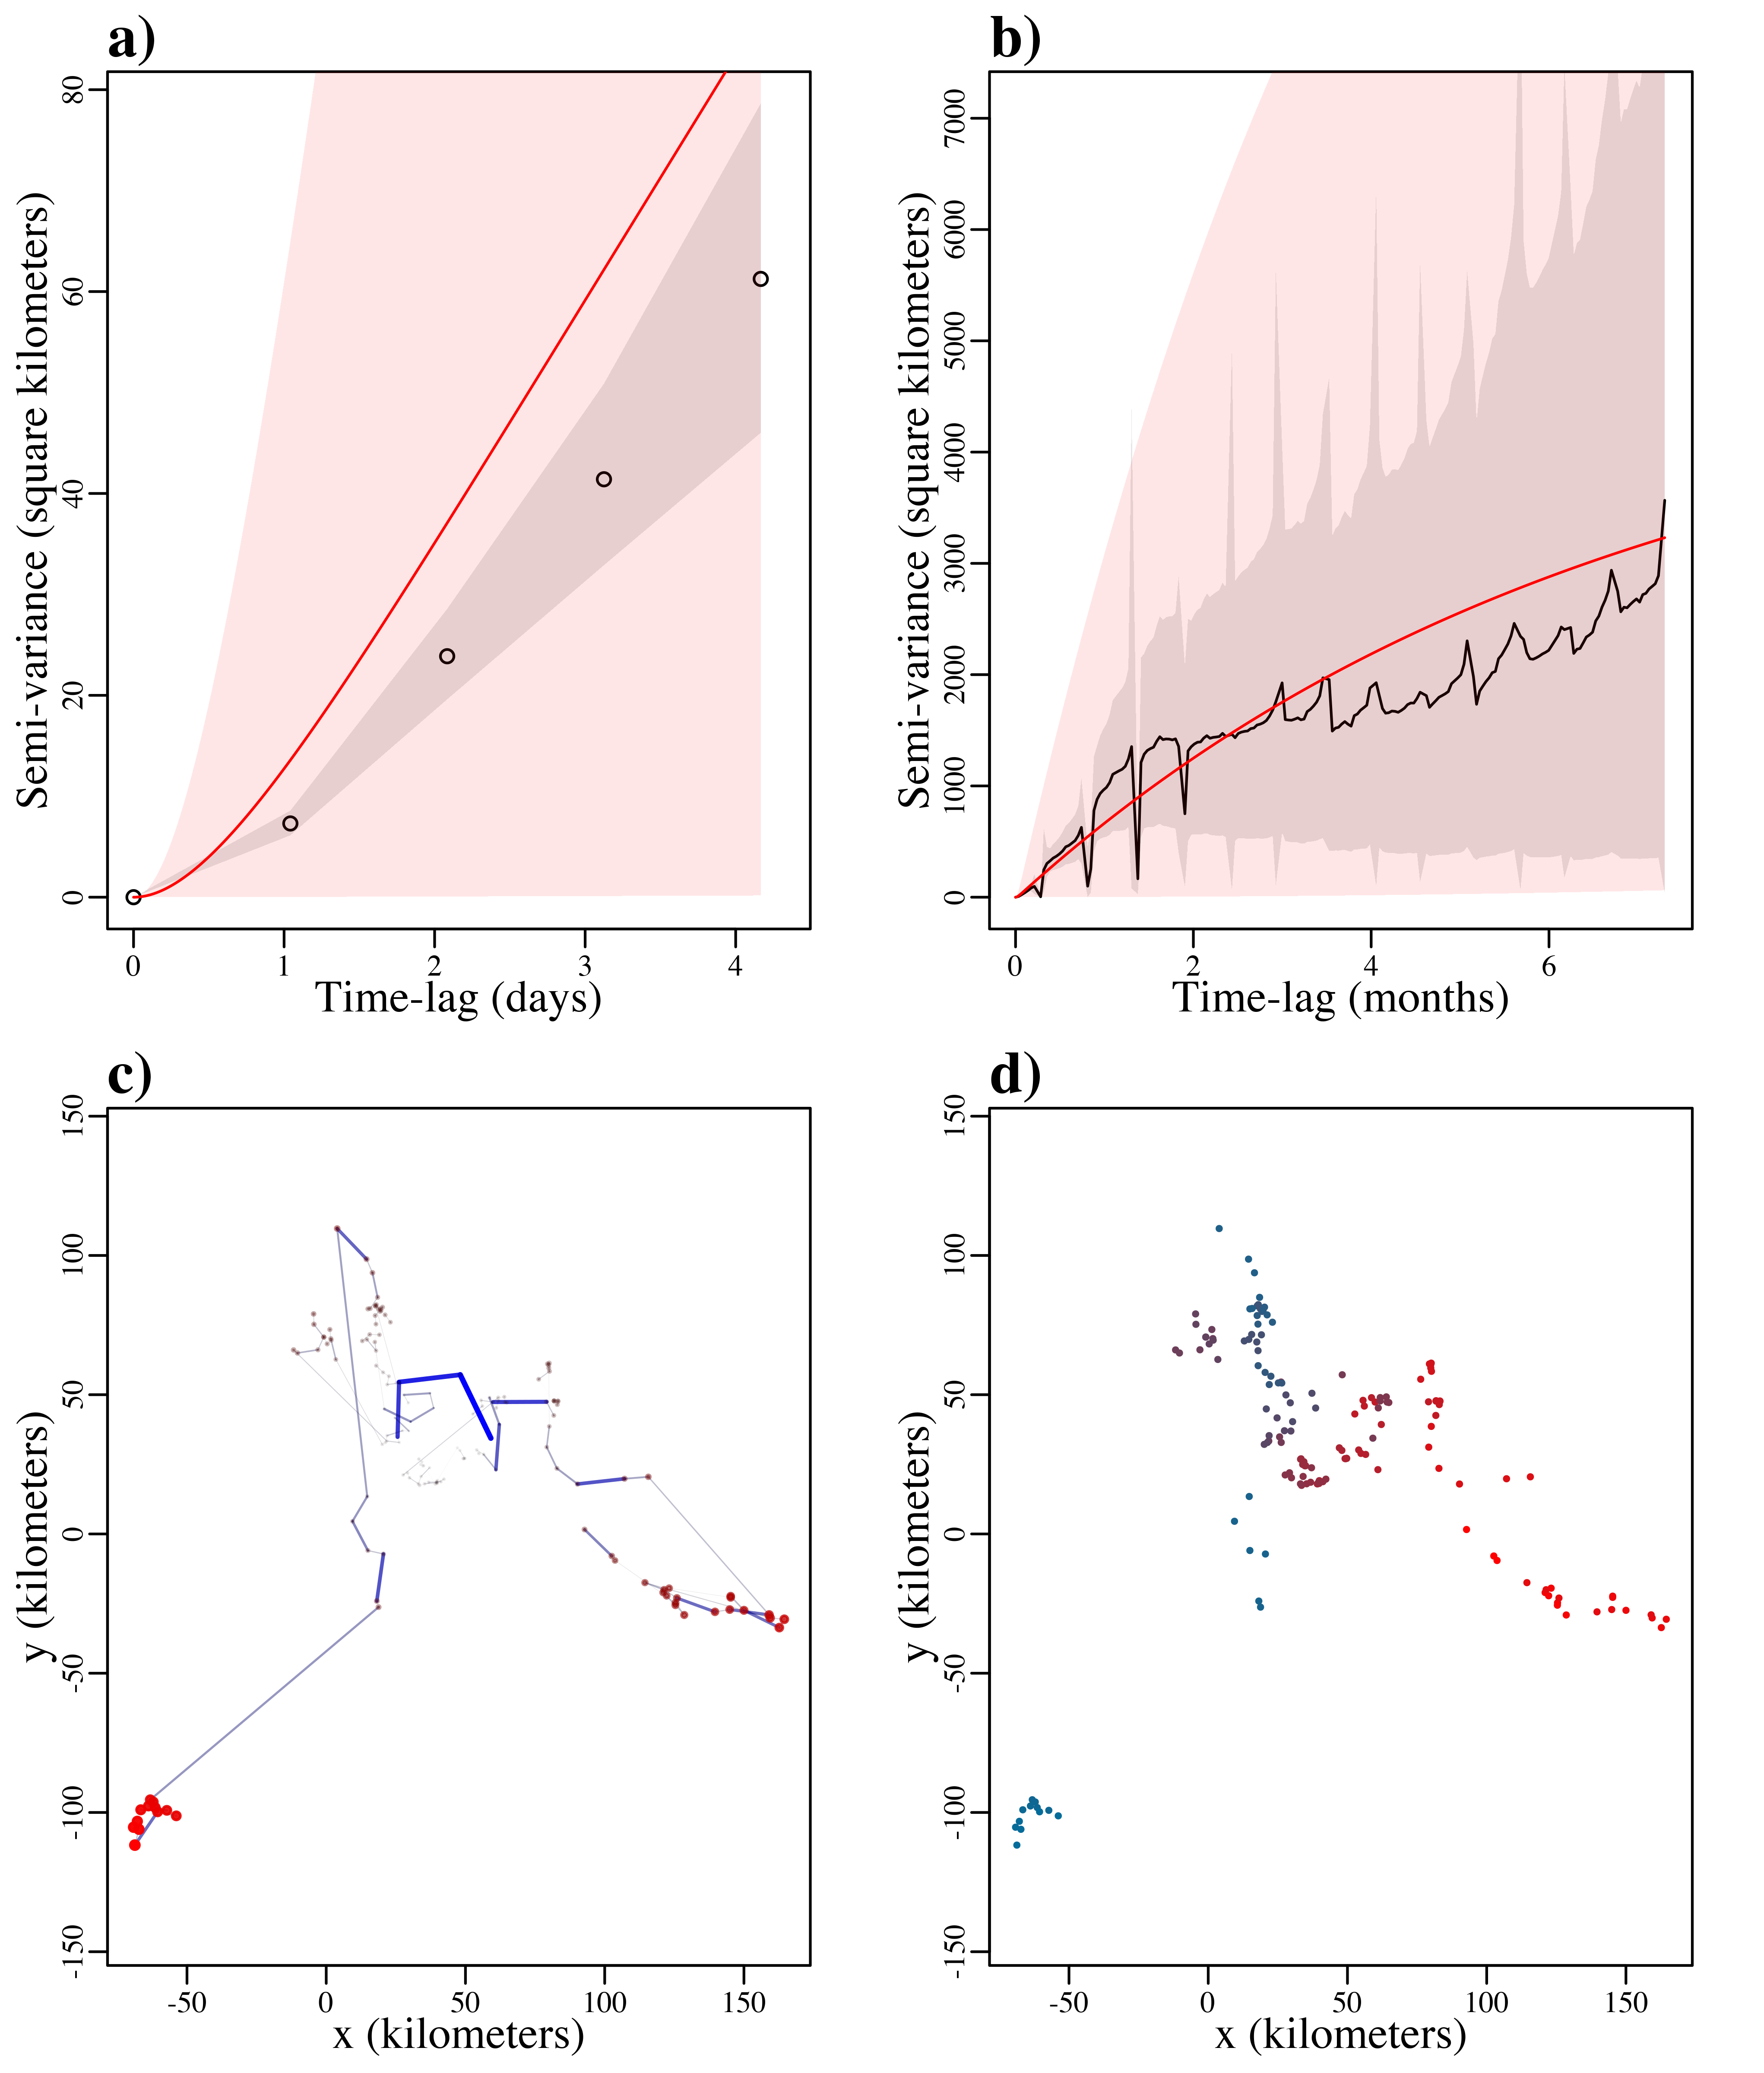 a)
80
60
40
20
0
Semi-variance (square kilometers)
0 1 2 3 4
Time-lag (days)
b)
7000
6000
5000
4000
3000
2000
1000
0
Semi-variance (square kilometers)
0 2 4 6
Time-lag (months)
c)
150
100
50
0
-50
-100
-150
y (kilometers)
-50 0 50 100 150
x (kilometers)
d)
150
100
50
0
-50
-100
-150
y (kilometers)
-50 0 50 100 150
x (kilometers)